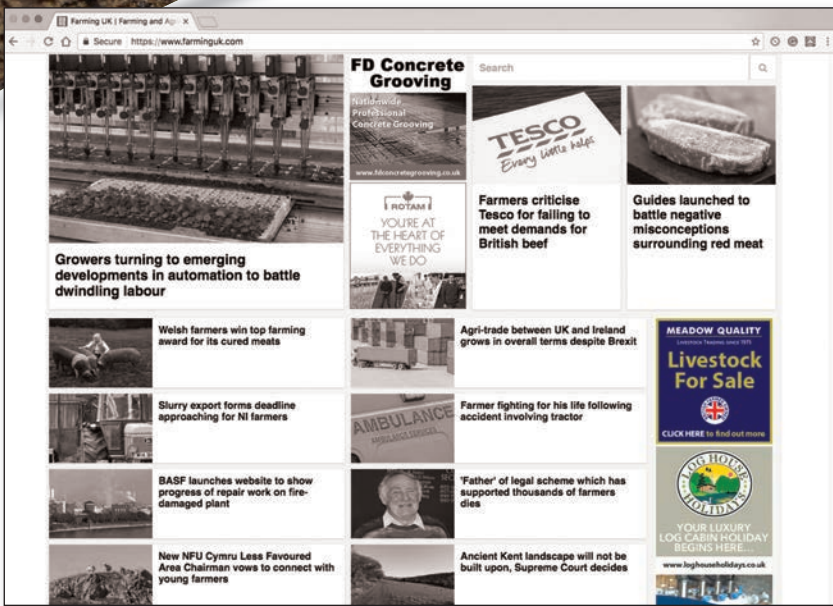 Farming UK | Farming and Ag
Secure https://www.farminguk.com
FD Concrete
Grooving
Nationwide
Professional
Concrete Grooving
www.fdconcretegrooving.co.uk
ROTAM
YOU'RE AT
THE HEART OF
EVERYTHING
WE DO
Search
TESCO
Every little helps
Growers turning to emerging
developments in automation to battle
dwindling labour
Farmers criticise
Tesco for failing to
meet demands for
British beef
Guides launched to
battle negative
misconceptions
surrounding red meat
Welsh farmers win top farming
award for its cured meats
Slurry export forms deadline
approaching for NI farmers
BASF launches website to show
progress of repair work on fire-
damaged plant
New NFU Cymru Less Favoured
Area Chairman vows to connect with
young farmers
Agri-trade between UK and Ireland
grows in overall terms despite Brexit
AMBULANCE
AMBULANCE SERVICES
Farmer fighting for his life following
accident involving tractor
'Father' of legal scheme which has
supported thousands of farmers
dies
Ancient Kent landscape will not be
built upon, Supreme Court decides
MEADOW QUALITY
Livestock Trading since 1975
Livestock
For Sale
CLICK HERE to find out more
LOG HOUSE
HOLIDAYS
YOUR LUXURY
LOG CABIN HOLIDAY
BEGINS HERE...
www.loghouseholidays.co.uk